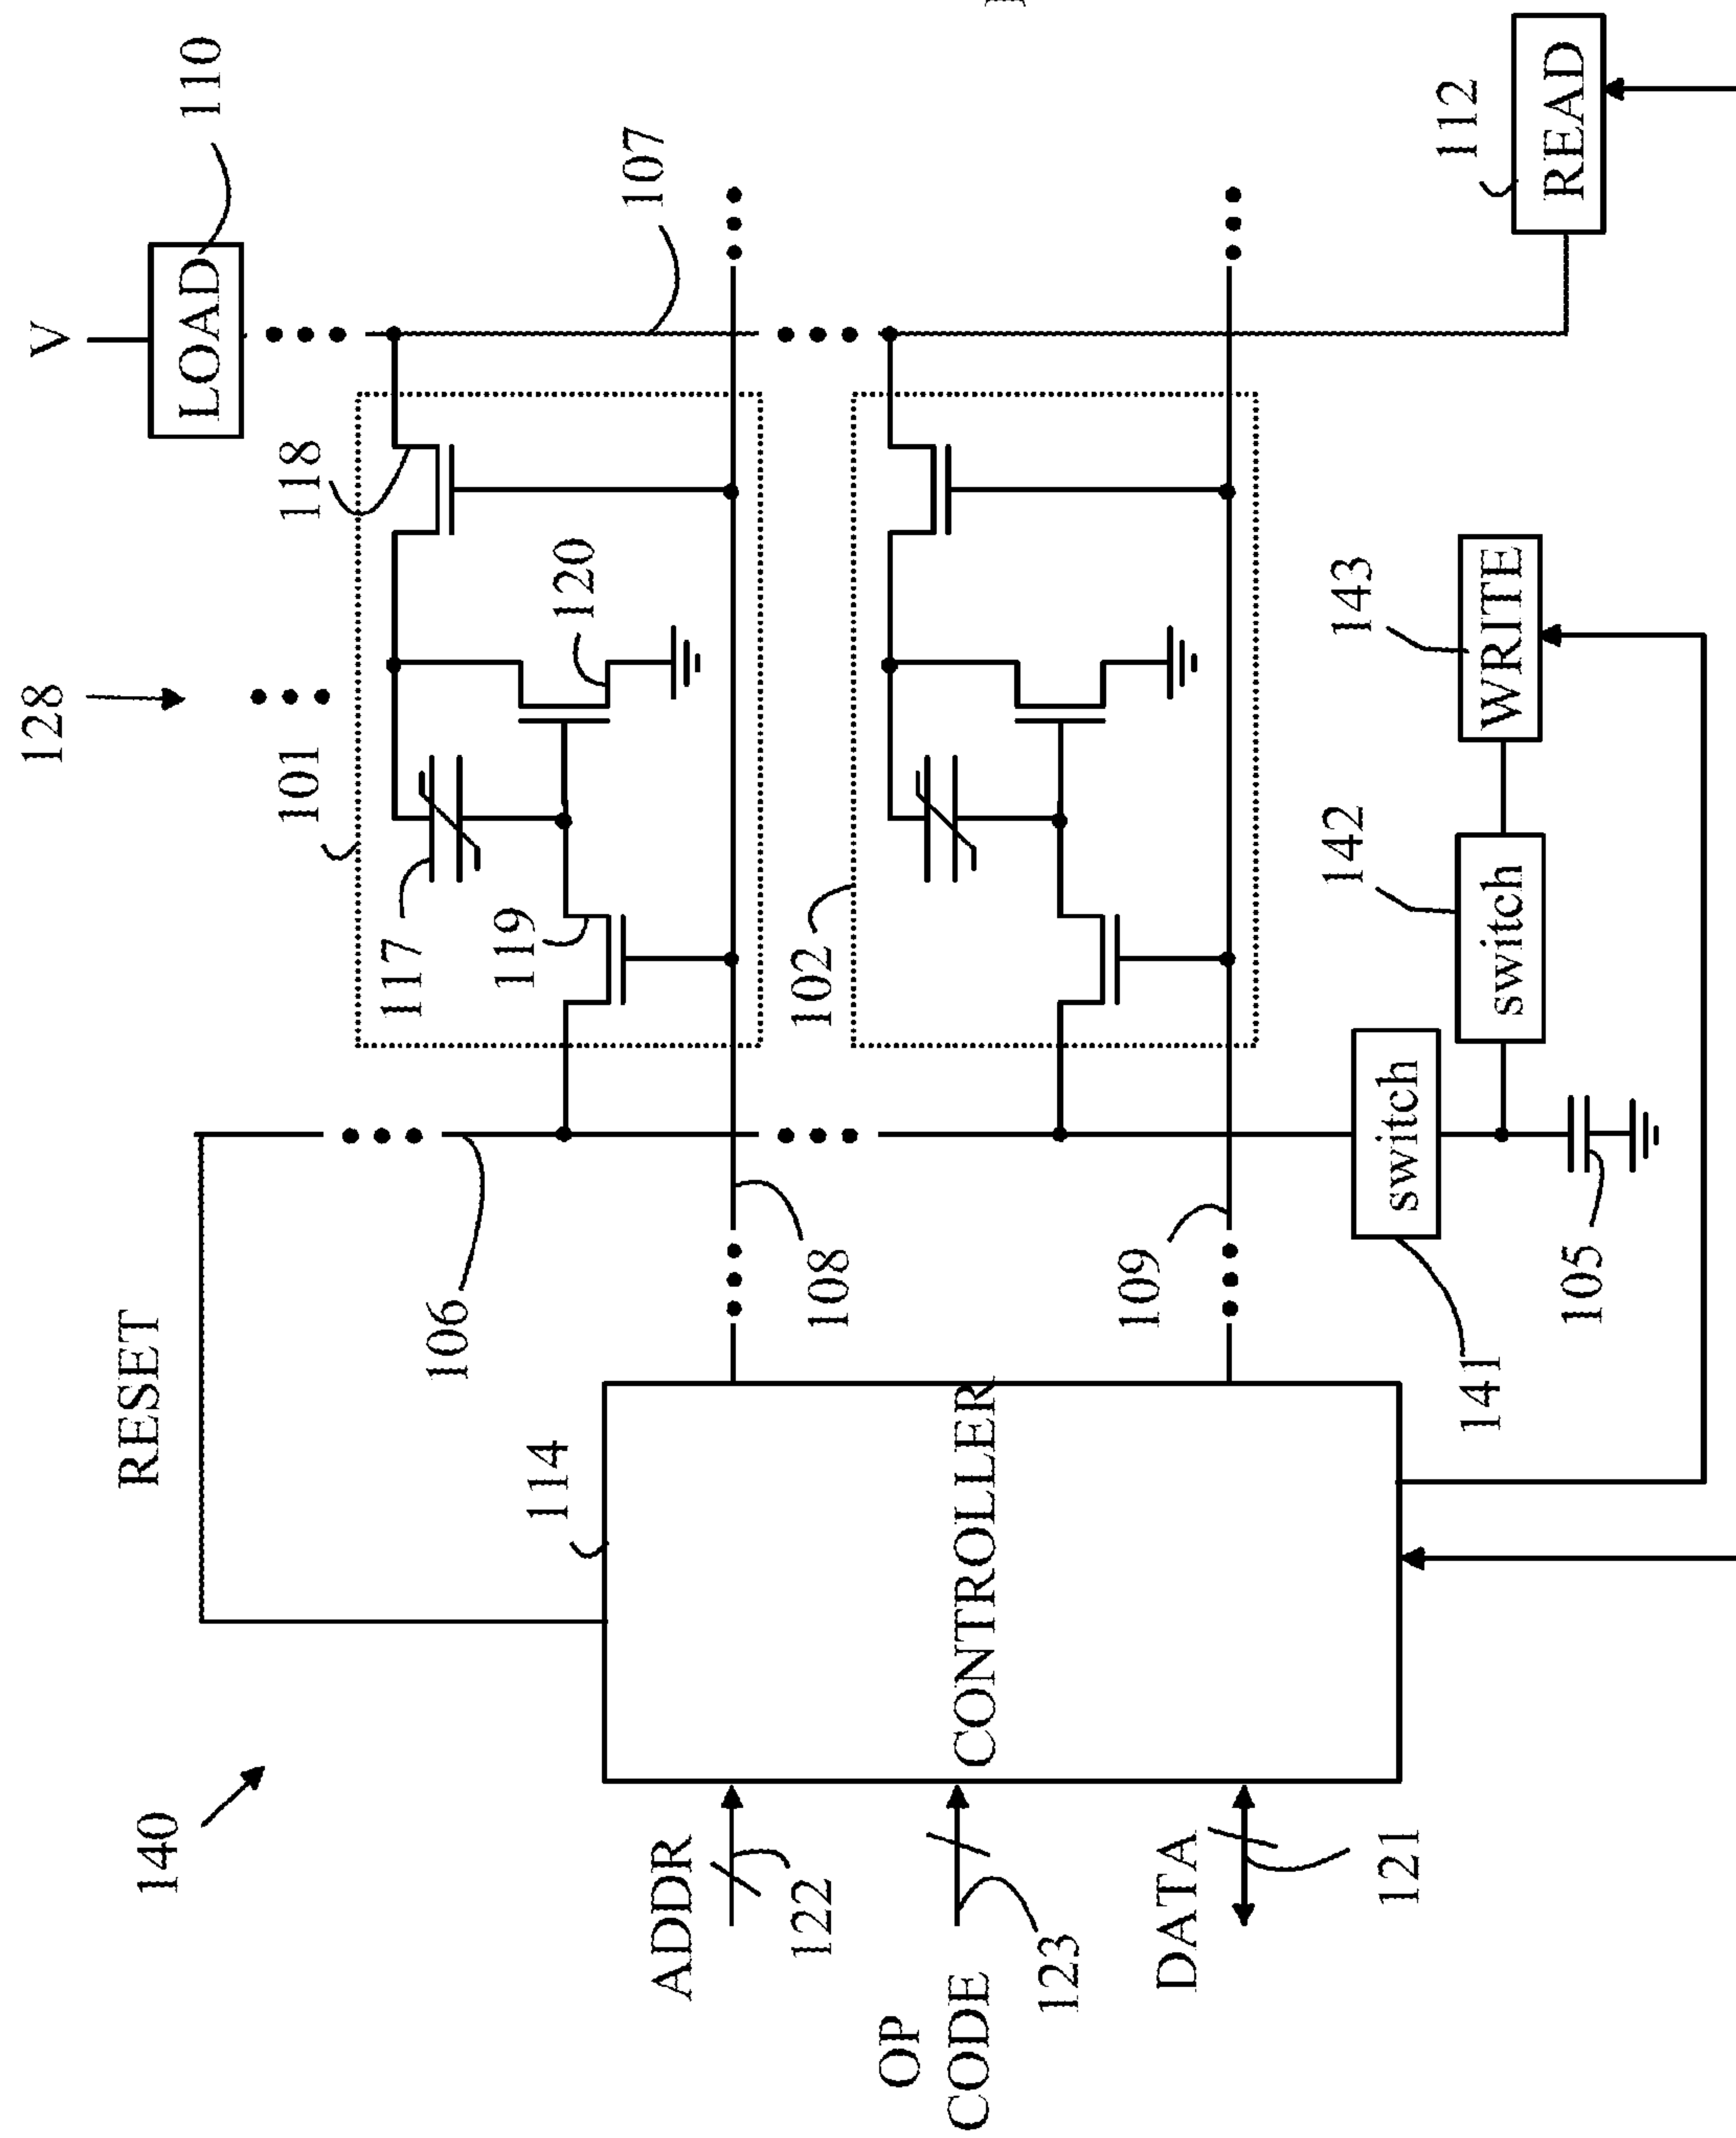 V
LOAD
110
128
101
118
107
120
117
119
112
READ
102
143
WRITE
142
switch
switch
141
105
RESET
106
108
109
114
CONTROLLER
140
ADDR
122
OP
CODE
123
DATA
121